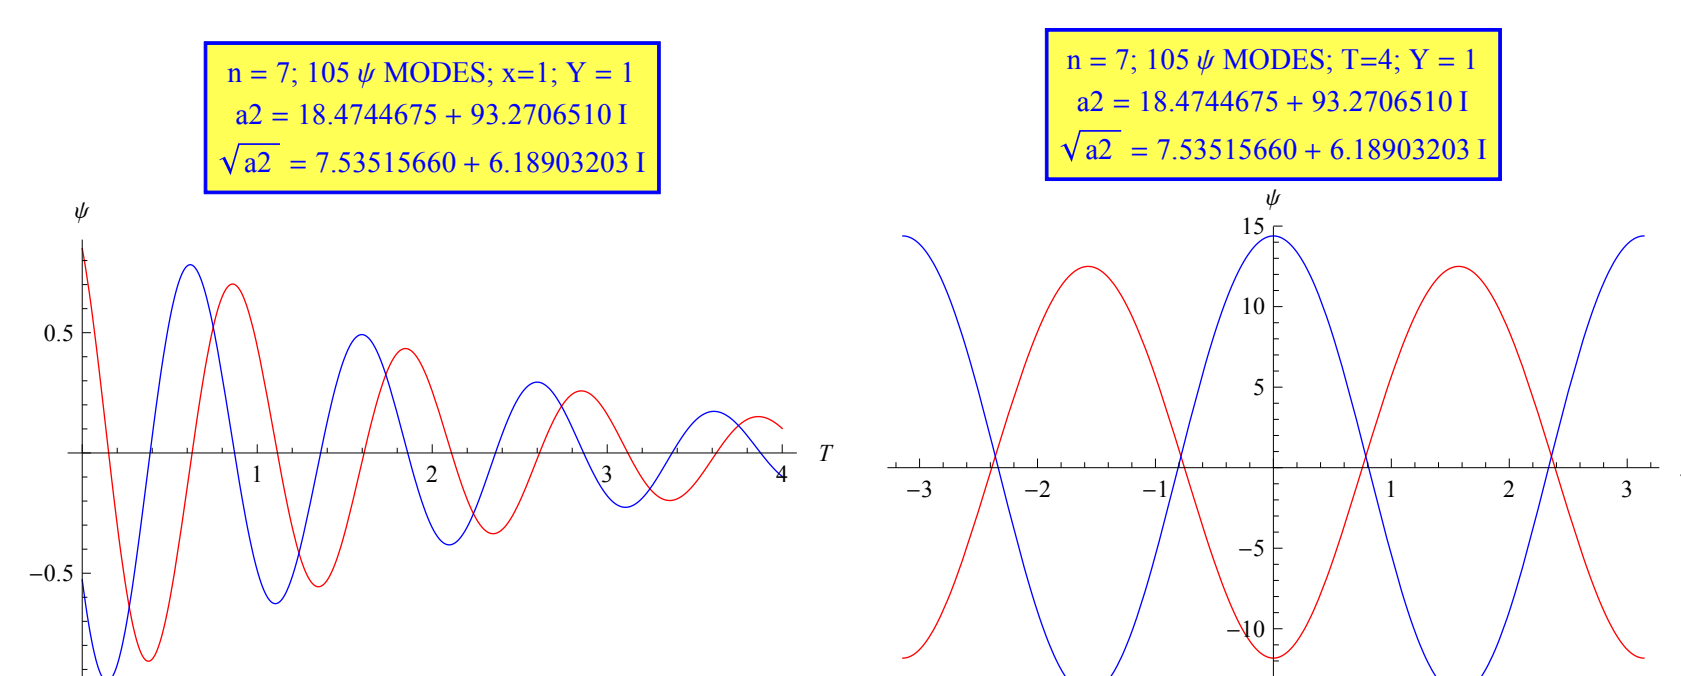 n = 7; 105 ψ MODES; x=1; Y = 1
a2 = 18.4744675 + 93.2706510 I
√a2 = 7.53515660 + 6.18903203 I
ψ
0.5
−0.5
1
2
3
4
T
n = 7; 105 ψ MODES; T=4; Y = 1
a2 = 18.4744675 + 93.2706510 I
√a2 = 7.53515660 + 6.18903203 I
ψ
15
10
5
−5
−10
−3
−2
−1
1
2
3